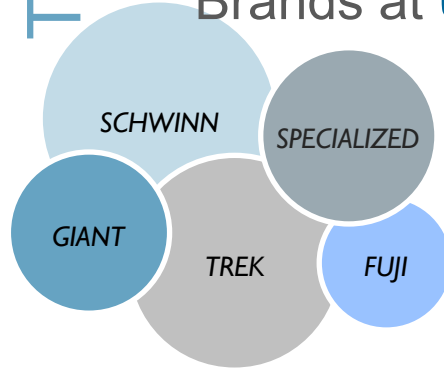 Brands at
SCHWINN
SPECIALIZED
GIANT
TREK
FUJI